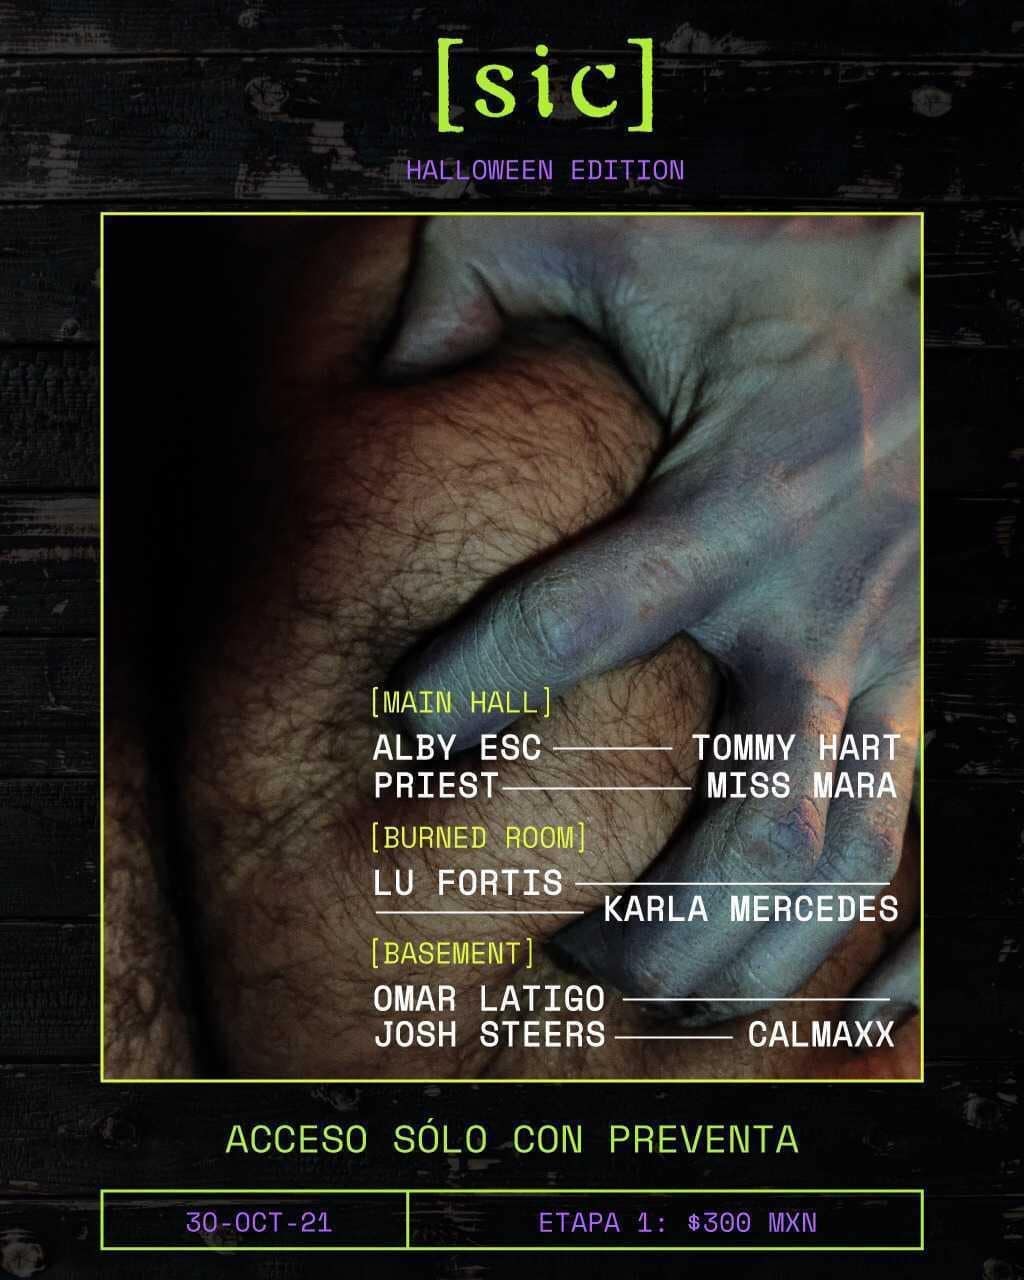 [sic]
HALLOWEEN EDITION
[MAIN HALL]
ALBY ESC TOMMY HART
PRIEST MISS MARA
[BURNED ROOM]
LU FORTIS
KARLA MERCEDES
[BASEMENT]
OMAR LATIGO
JOSH STEERS CALMAXX
ACCESO SÓLO CON PREVENTA
30-OCT-21 ETAPA 1: $300 MXN